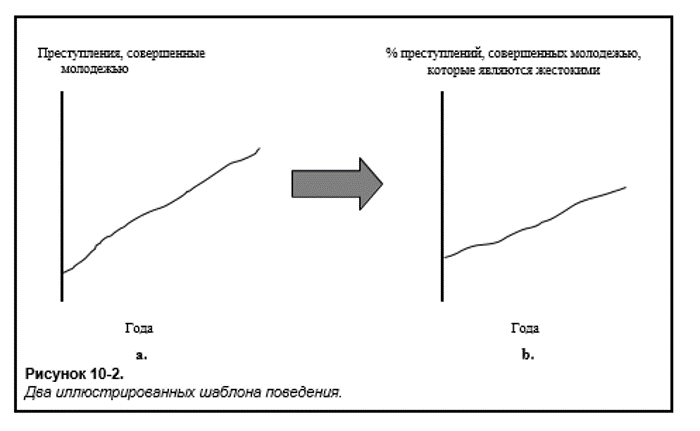 Преступления, совершенные
молодежью
% преступлений, совершенных молодежью,
которые являются жестокими
Года
Года
a.
b.
Рисунок 10-2.
Два иллюстрированных шаблона поведения.